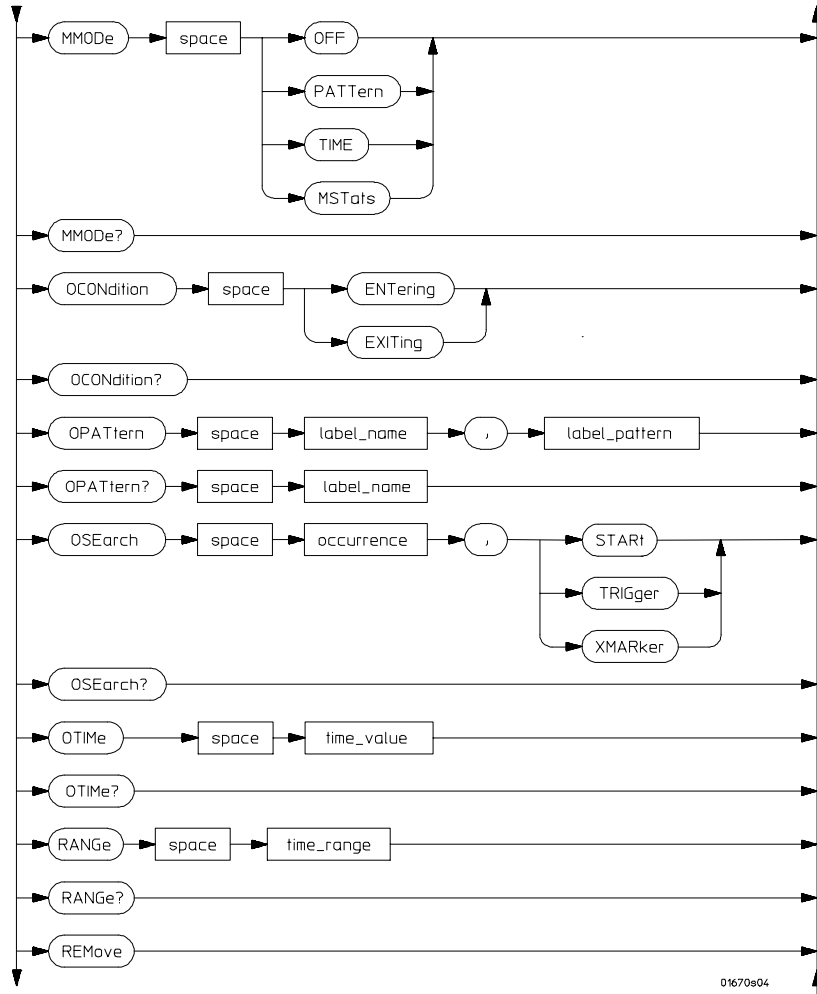 MMODe space OFF
PATTern
TIME
MSTats
MMODe?
OCONdition space ENTering
EXITing
OCONdition?
OPATtern space label_name , label_pattern
OPATtern? space label_name
OSEarch space occurrence , STARt
TRIGger
XMARker
OSEarch?
OTIMe space time_value
OTIMe?
RANGe space time_range
RANGe?
REMove
01670s04